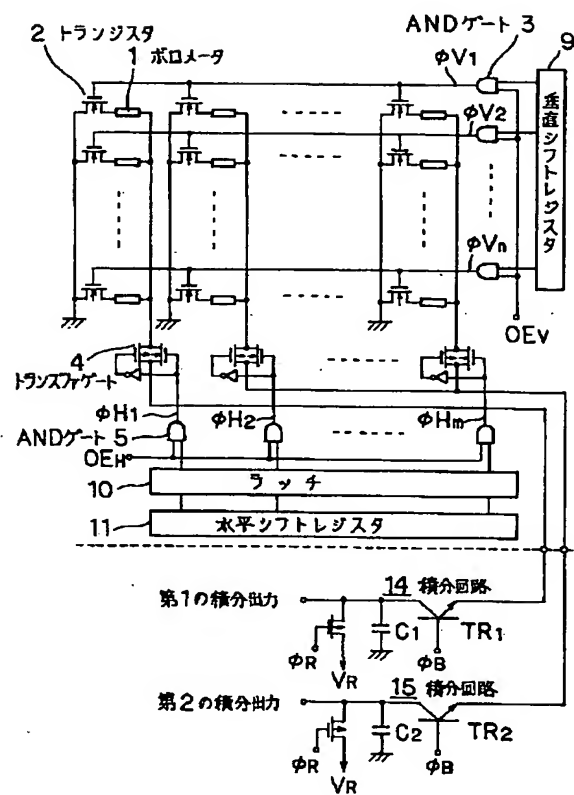 ANDゲート 3
2 トランジスタ
1 ボロメータ
9
φV1
φV2
φVn
垂直シフトレジスタ
OEV
4
トランスファゲート
φH1
φH2
φHm
ANDゲート 5
OEH
10
ラッチ
11
水平シフトレジスタ
第1の積分出力
14 積分回路
C1
TR1
φR
VR
φB
第2の積分出力
15 積分回路
C2
TR2
φR
VR
φB